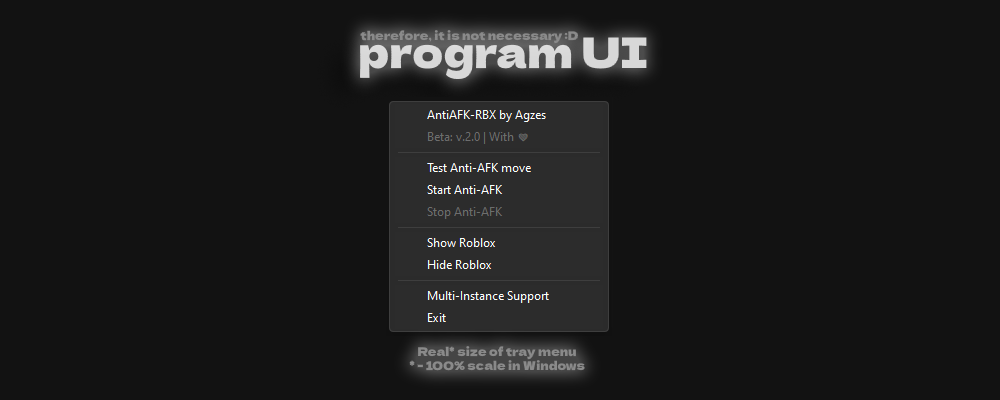 therefore, it is not necessary :D
program UI
AntiAFK-RBX by Agzes
Beta: v.2.0 | With ♥
Test Anti-AFK move
Start Anti-AFK
Stop Anti-AFK
Show Roblox
Hide Roblox
Multi-Instance Support
Exit
Real* size of tray menu
* - 100% scale in Windows